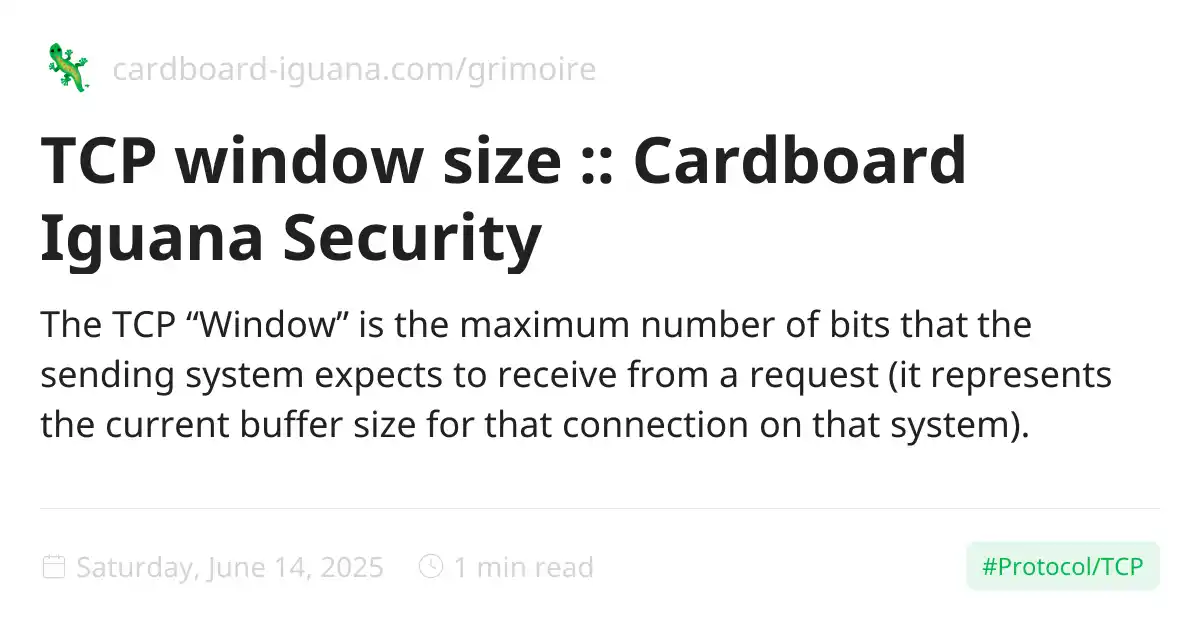 cardboard-iguana.com/grimoire
TCP window size :: Cardboard
Iguana Security
The TCP “Window” is the maximum number of bits that the
sending system expects to receive from a request (it represents
the current buffer size for that connection on that system).
Saturday, June 14, 2025 1 min read
#Protocol/TCP